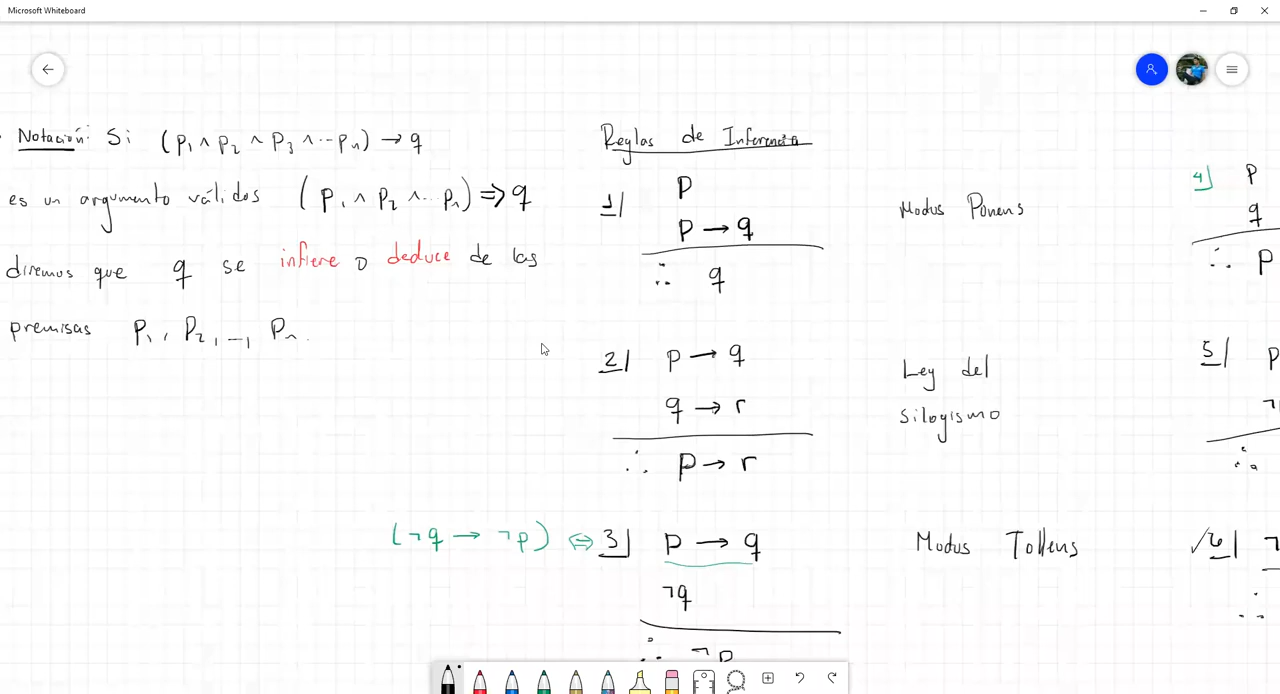 Microsoft Whiteboard
Notación: Si (p₁ ∧ p₂ ∧ p₃ ∧ ... pₙ) → q
es un argumento válidos (p₁ ∧ p₂ ∧ ... pₙ) ⇒ q
diremos que q se infiere o deduce de las
premisas p₁, p₂, ..., pₙ.
Reglas de Inferencia
1| p
p → q
∴ q
Modus Ponens
2| p → q
q → r
∴ p → r
Ley del
silogismo
(¬q → ¬p) ⇔ 3| p → q
¬q
∴ ¬p
Modus Tollens
4| p
q
∴ p
5| p
¬p
∴
✓6| ¬
∴